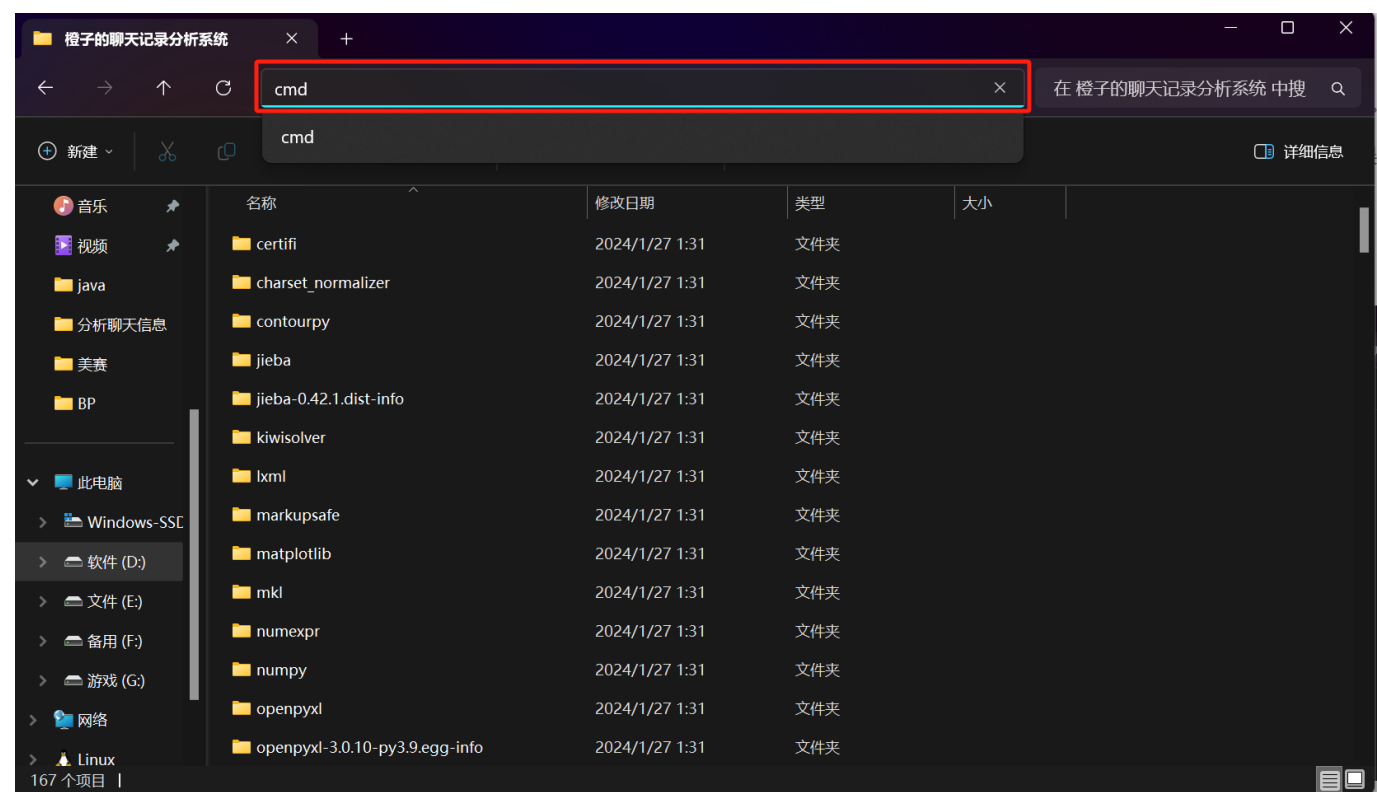 橙子的聊天记录分析系统
cmd
在 橙子的聊天记录分析系统 中搜
cmd
新建
详细信息
音乐
视频
java
分析聊天信息
美赛
BP
此电脑
Windows-SSD
软件 (D:)
文件 (E:)
备用 (F:)
游戏 (G:)
网络
Linux
名称 修改日期 类型 大小
certifi 2024/1/27 1:31 文件夹
charset_normalizer 2024/1/27 1:31 文件夹
contourpy 2024/1/27 1:31 文件夹
jieba 2024/1/27 1:31 文件夹
jieba-0.42.1.dist-info 2024/1/27 1:31 文件夹
kiwisolver 2024/1/27 1:31 文件夹
lxml 2024/1/27 1:31 文件夹
markupsafe 2024/1/27 1:31 文件夹
matplotlib 2024/1/27 1:31 文件夹
mkl 2024/1/27 1:31 文件夹
numexpr 2024/1/27 1:31 文件夹
numpy 2024/1/27 1:31 文件夹
openpyxl 2024/1/27 1:31 文件夹
openpyxl-3.0.10-py3.9.egg-info 2024/1/27 1:31 文件夹
167 个项目